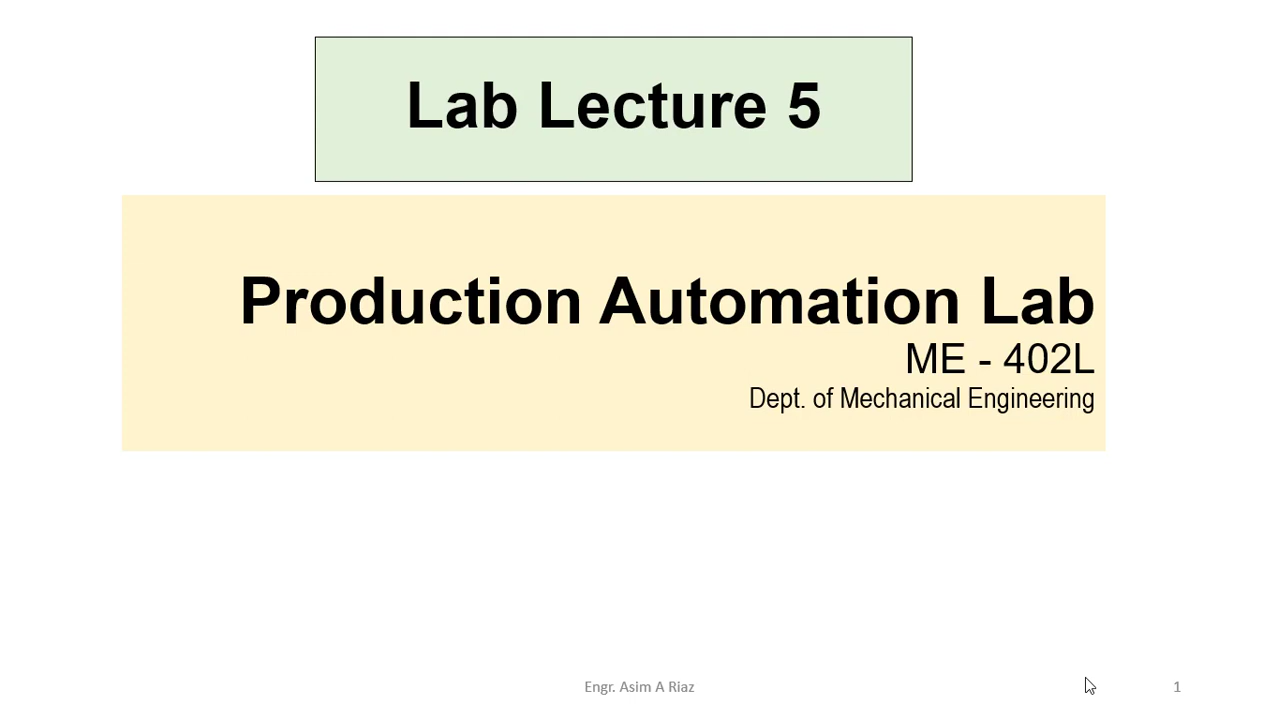 Lab Lecture 5
Production Automation Lab
ME - 402L
Dept. of Mechanical Engineering
Engr. Asim A Riaz
1